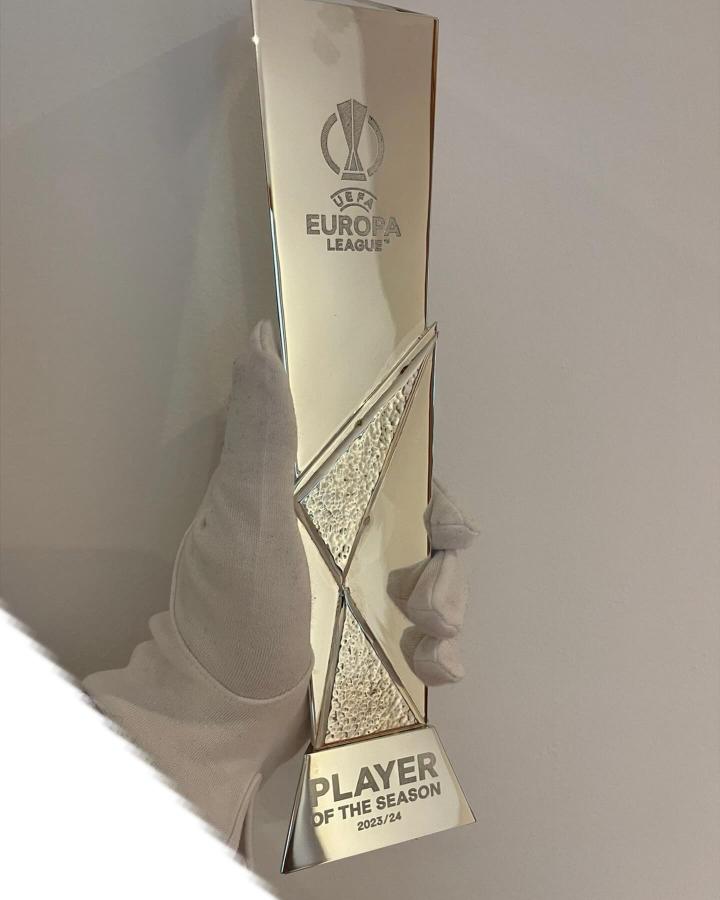 UEFA
EUROPA
LEAGUE™
PLAYER
OF THE SEASON
2023/24